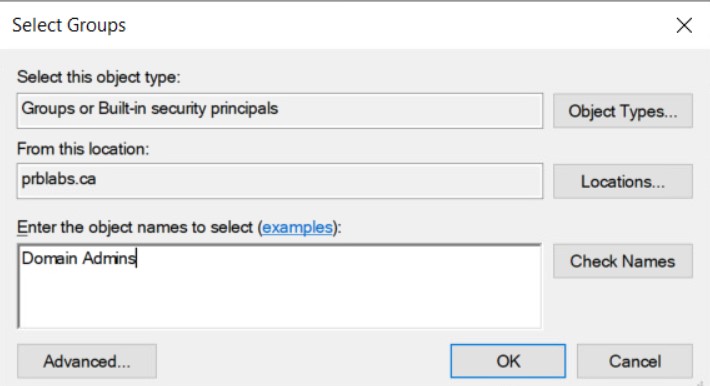 Select Groups
Select this object type:
Groups or Built-in security principals
Object Types...
From this location:
prblabs.ca
Locations...
Enter the object names to select (examples):
Domain Admins
Check Names
Advanced...
OK
Cancel